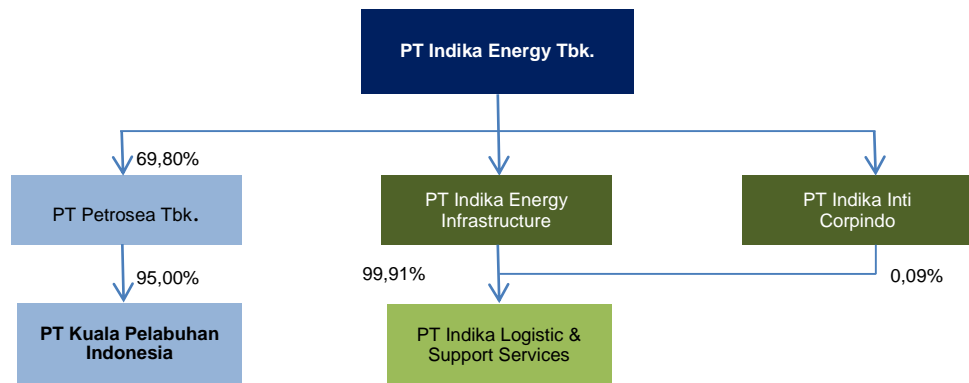 PT Indika Energy Tbk.
69,80%
PT Petrosea Tbk.
PT Indika Energy
Infrastructure
PT Indika Inti
Corpindo
95,00%
99,91%
0,09%
PT Kuala Pelabuhan
Indonesia
PT Indika Logistic &
Support Services